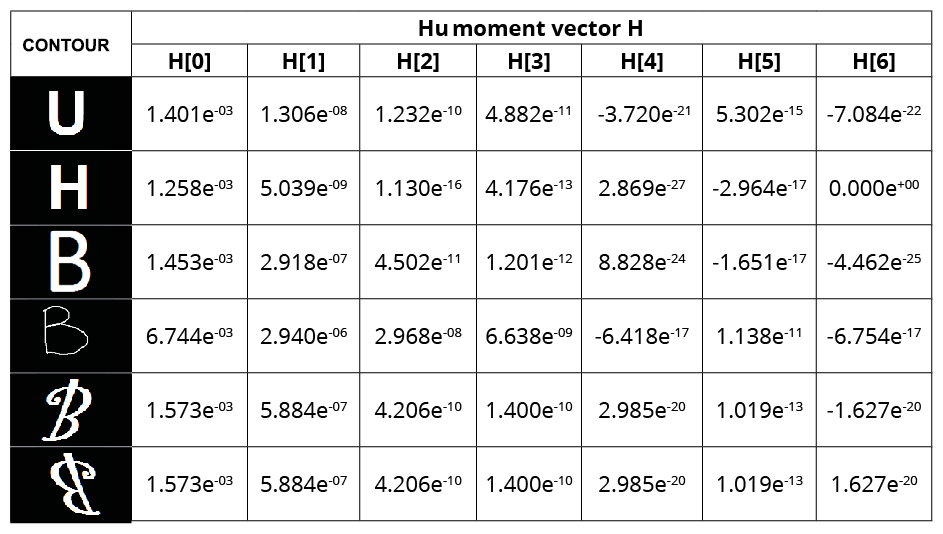 Hu moment vector H
CONTOUR
H[0] H[1] H[2] H[3] H[4] H[5] H[6]
U 1.401e-03 1.306e-08 1.232e-10 4.882e-11 -3.720e-21 5.302e-15 -7.084e-22
H 1.258e-03 5.039e-09 1.130e-16 4.176e-13 2.869e-27 -2.964e-17 0.000e+00
B 1.453e-03 2.918e-07 4.502e-11 1.201e-12 8.828e-24 -1.651e-17 -4.462e-25
B 6.744e-03 2.940e-06 2.968e-08 6.638e-09 -6.418e-17 1.138e-11 -6.754e-17
B 1.573e-03 5.884e-07 4.206e-10 1.400e-10 2.985e-20 1.019e-13 -1.627e-20
B 1.573e-03 5.884e-07 4.206e-10 1.400e-10 2.985e-20 1.019e-13 1.627e-20